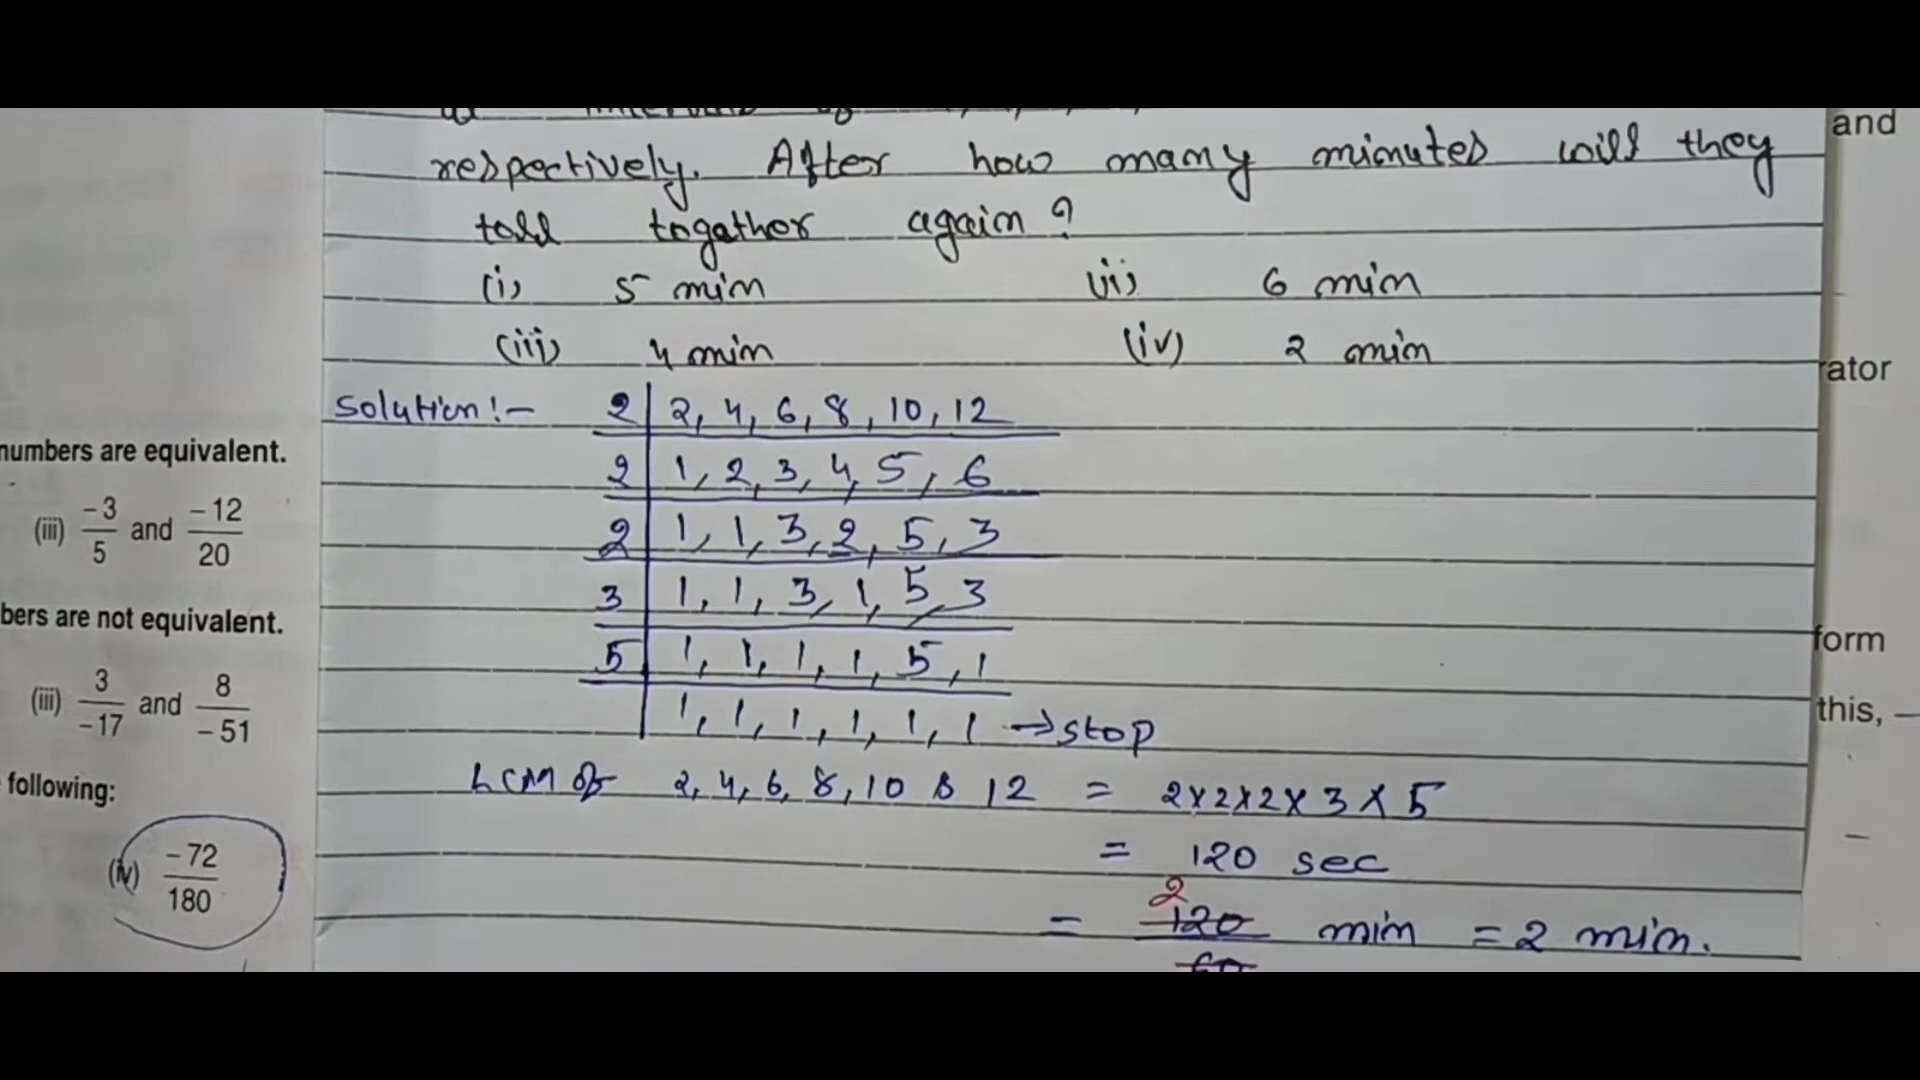 respectively. After how many minutes will they
toll togather again?
(i) 5 min (ii) 6 min
(iii) 4 min (iv) 2 min
Solution:- 2 | 2, 4, 6, 8, 10, 12
2 | 1, 2, 3, 4, 5, 6
2 | 1, 1, 3, 2, 5, 3
3 | 1, 1, 3, 1, 5, 3
5 | 1, 1, 1, 1, 5, 1
1, 1, 1, 1, 1, 1 → stop
LCM of 2, 4, 6, 8, 10 & 12 = 2×2×2×3×5
= 120 sec
2
= 120/60 min = 2 min.
numbers are equivalent.
(iii) -3/5 and -12/20
bers are not equivalent.
(iii) 3/-17 and 8/-51
following:
(iv) -72/180
and
rator
form
this,